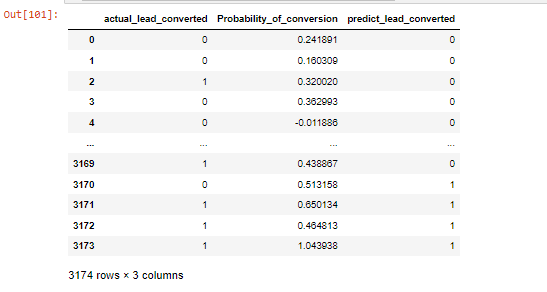 Out[101]:
actual_lead_converted Probability_of_conversion predict_lead_converted
0 0 0.241891 0
1 0 0.160309 0
2 1 0.320020 0
3 0 0.362993 0
4 0 -0.011886 0
... ... ... ...
3169 1 0.438867 0
3170 0 0.513158 1
3171 1 0.650134 1
3172 1 0.464813 1
3173 1 1.043938 1
3174 rows × 3 columns